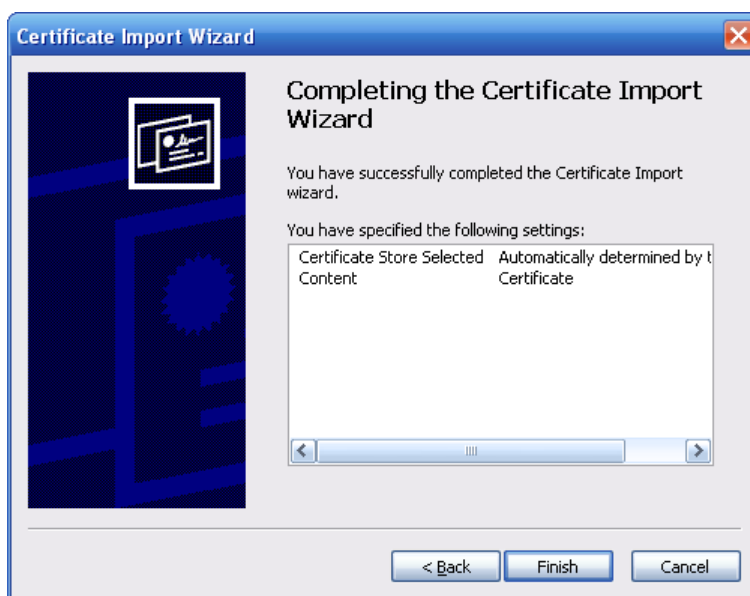 Certificate Import Wizard
Completing the Certificate Import
Wizard
You have successfully completed the Certificate Import
wizard.
You have specified the following settings:
Certificate Store Selected Automatically determined by t
Content Certificate
< Back Finish Cancel